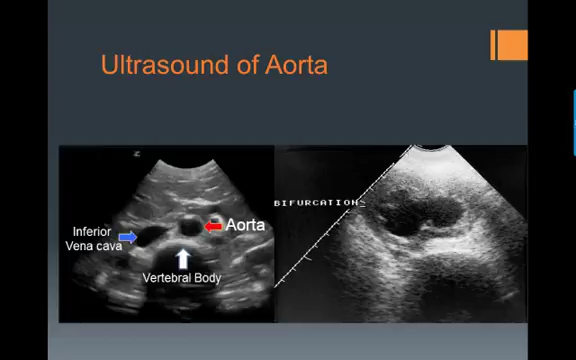 Ultrasound of Aorta
BIFURCATION
Aorta
Inferior
Vena cava
Vertebral Body